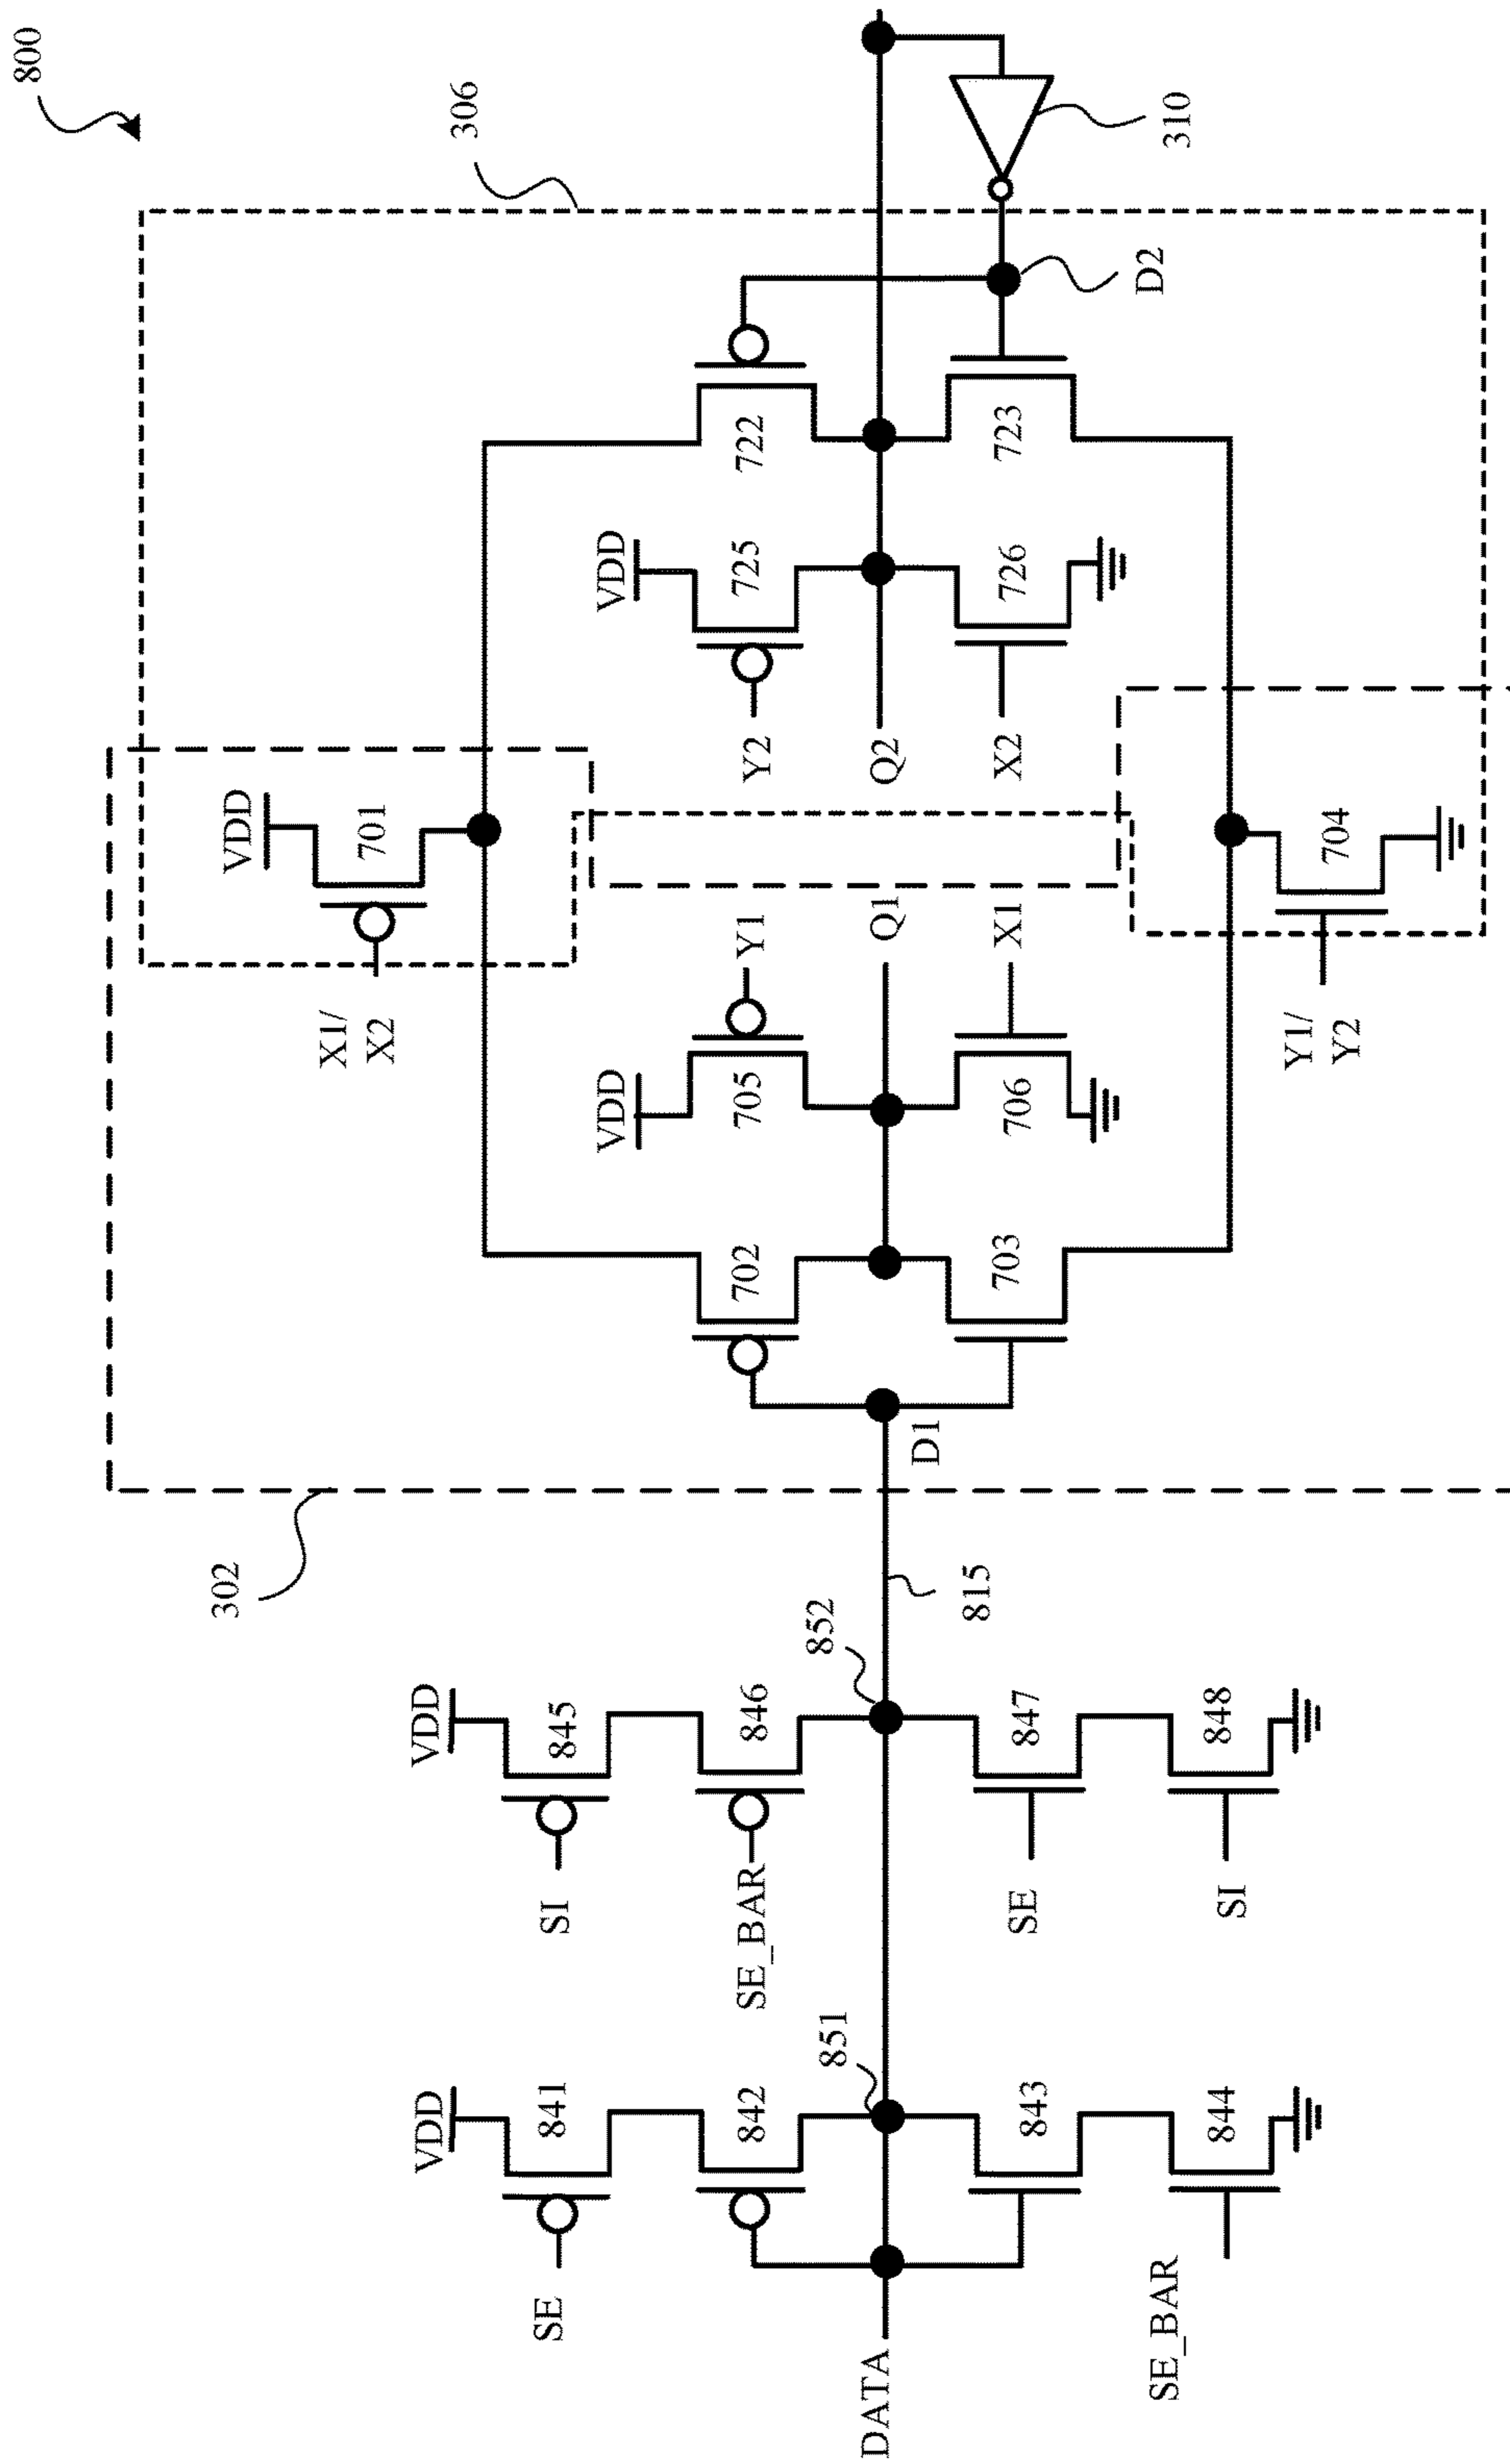 800
306
302
310
VDD
701
X1/
X2
VDD
705
Y1
702
Q1
D1
703
706
X1
VDD
725
Y2
722
Q2
X2
726
723
D2
Y1/
Y2
704
815
852
851
VDD
845
SI
846
SE_BAR
847
SE
848
SI
VDD
841
SE
842
843
844
DATA
SE_BAR